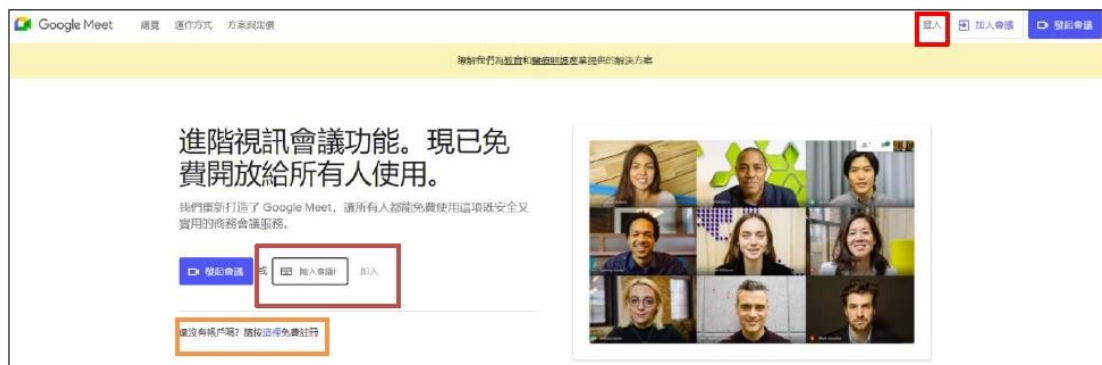 Google Meet 總覽 運作方式 方案與定價 登入 加入會議 發起會議
瞭解我們為教育和醫療照護產業提供的解決方案
進階視訊會議功能。現已免
費開放給所有人使用。
我們重新打造了 Google Meet，讓所有人都能免費使用這項既安全又
實用的商務會議服務。
發起會議 或 輸入會議 加入
還沒有帳戶嗎？請按這裡免費註冊